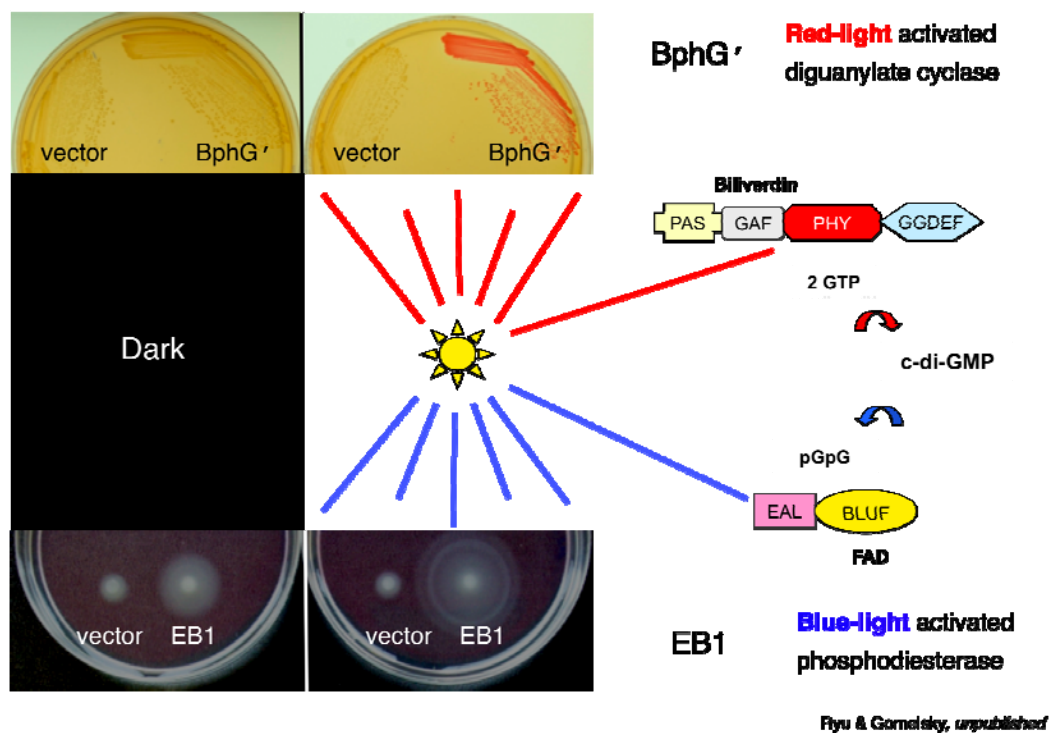 vector
BphG′
vector
BphG′
BphG′
Red-light activated
diguanylate cyclase
Biliverdin
PAS
GAF
PHY
GGDEF
2 GTP
Dark
c-di-GMP
pGpG
EAL
BLUF
FAD
vector
EB1
vector
EB1
EB1
Blue-light activated
phosphodiesterase
Ryu & Gomelsky, unpublished